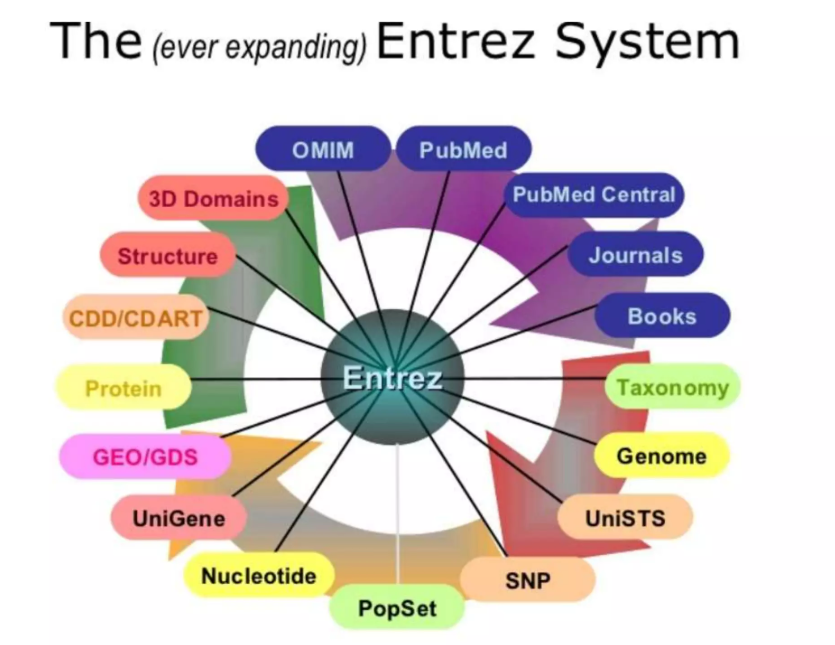 The (ever expanding) Entrez System
OMIM
PubMed
PubMed Central
Journals
Books
Taxonomy
Genome
UniSTS
SNP
PopSet
Nucleotide
UniGene
GEO/GDS
Protein
CDD/CDART
Structure
3D Domains
Entrez